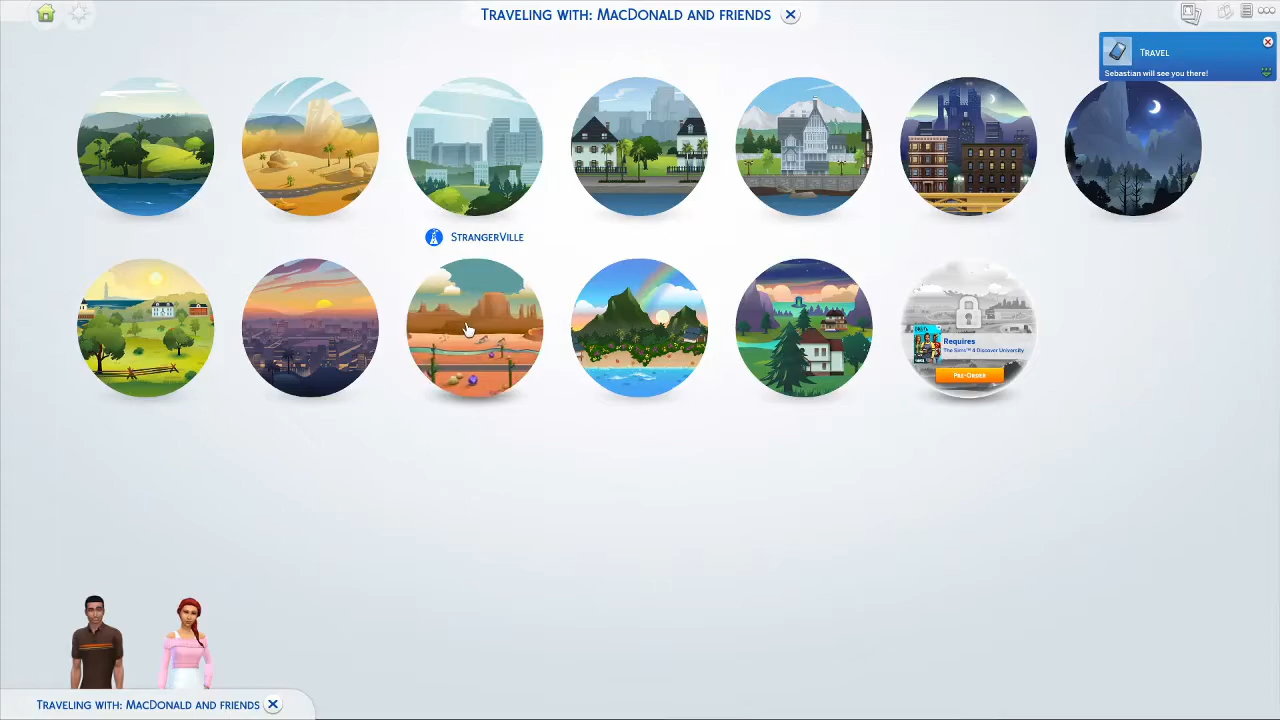 TRAVELING WITH: MACDONALD AND FRIENDS
TRAVEL
Sebastian will see you there!
STRANGERVILLE
Requires
The Sims™ 4 Discover University
PRE-ORDER
TRAVELING WITH: MACDONALD AND FRIENDS